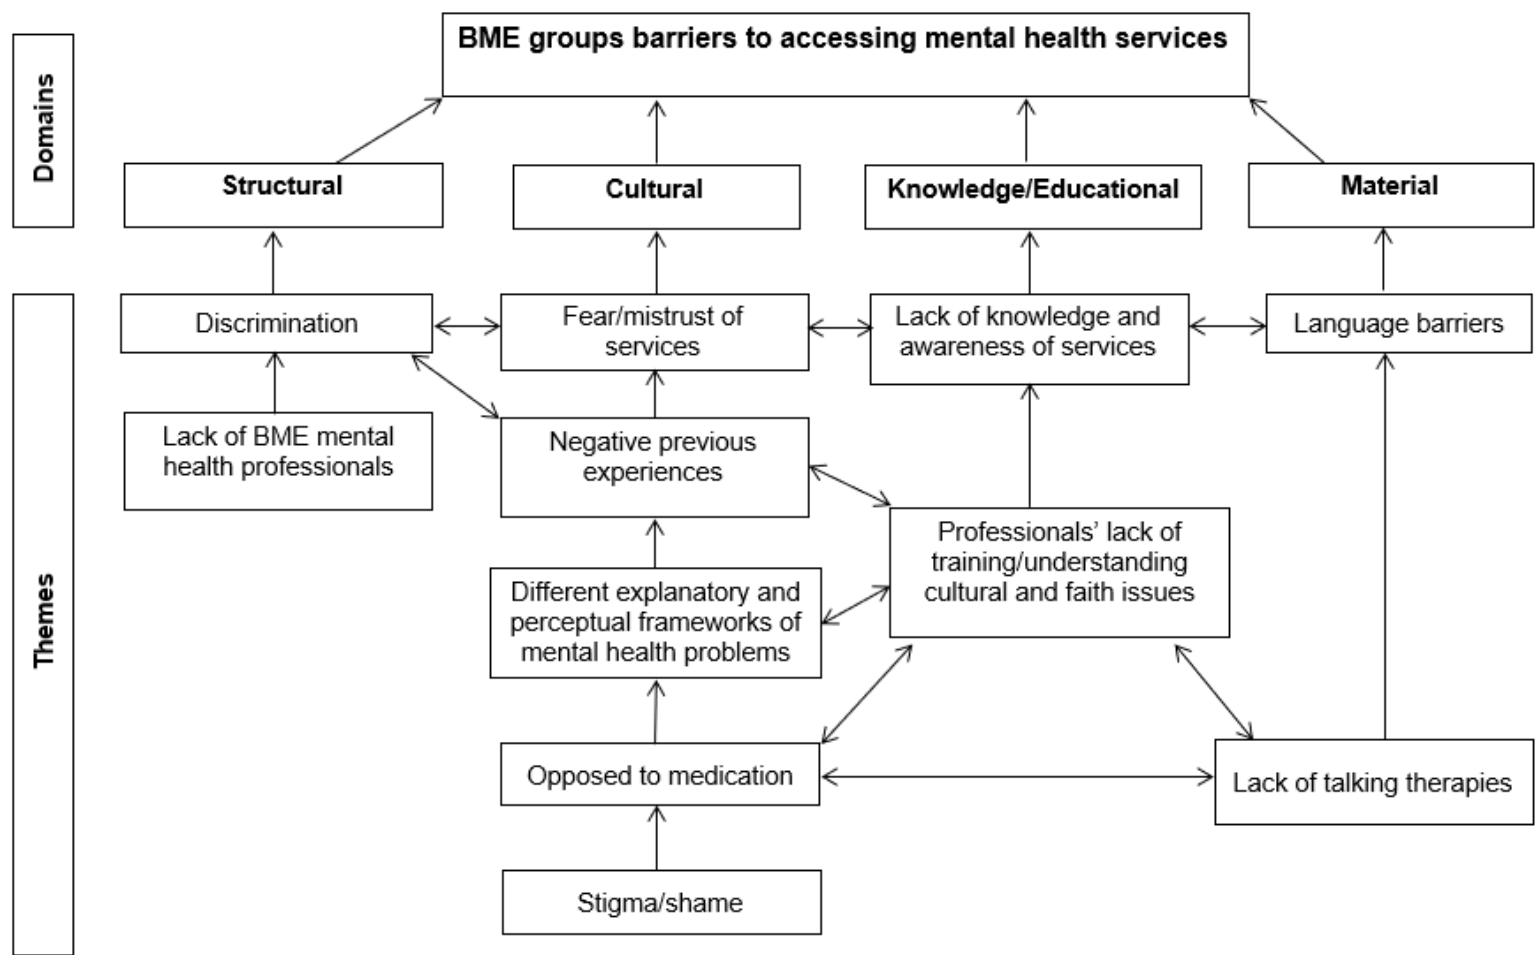 BME groups barriers to accessing mental health services
Domains
Structural
Cultural
Knowledge/Educational
Material
Themes
Discrimination
Fear/mistrust of
services
Lack of knowledge and
awareness of services
Language barriers
Lack of BME mental
health professionals
Negative previous
experiences
Professionals’ lack of
training/understanding
cultural and faith issues
Different explanatory and
perceptual frameworks of
mental health problems
Opposed to medication
Lack of talking therapies
Stigma/shame